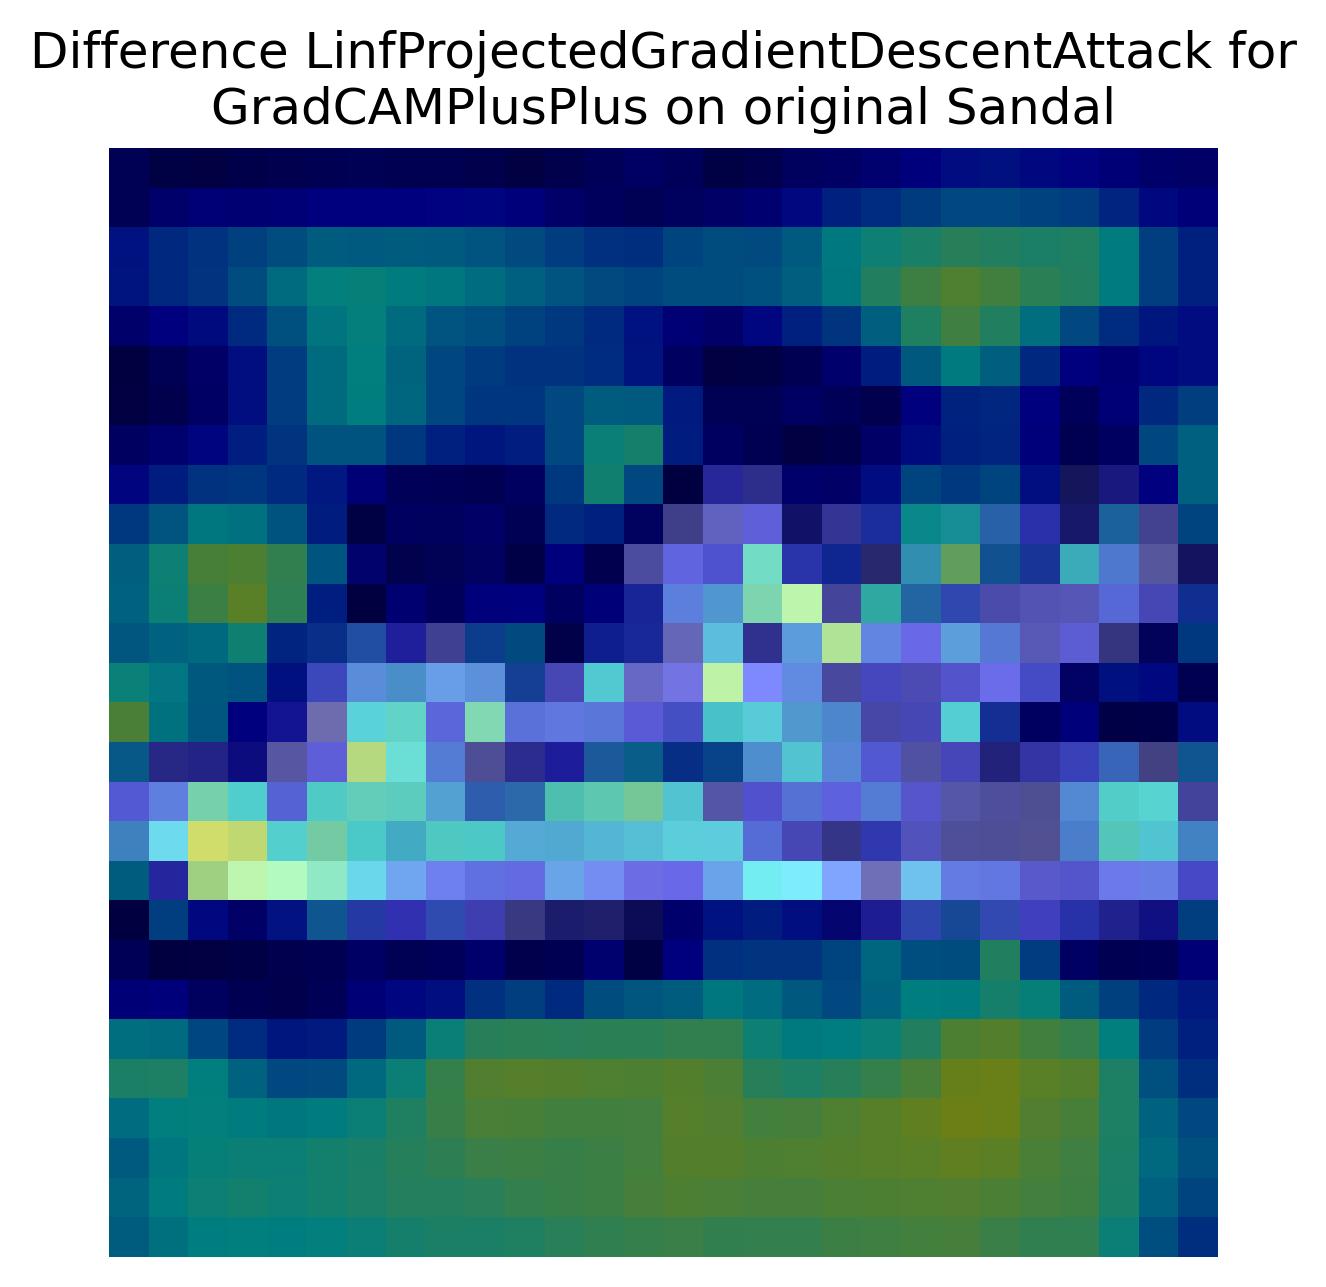 Difference LinfProjectedGradientDescentAttack for
GradCAMPlusPlus on original Sandal